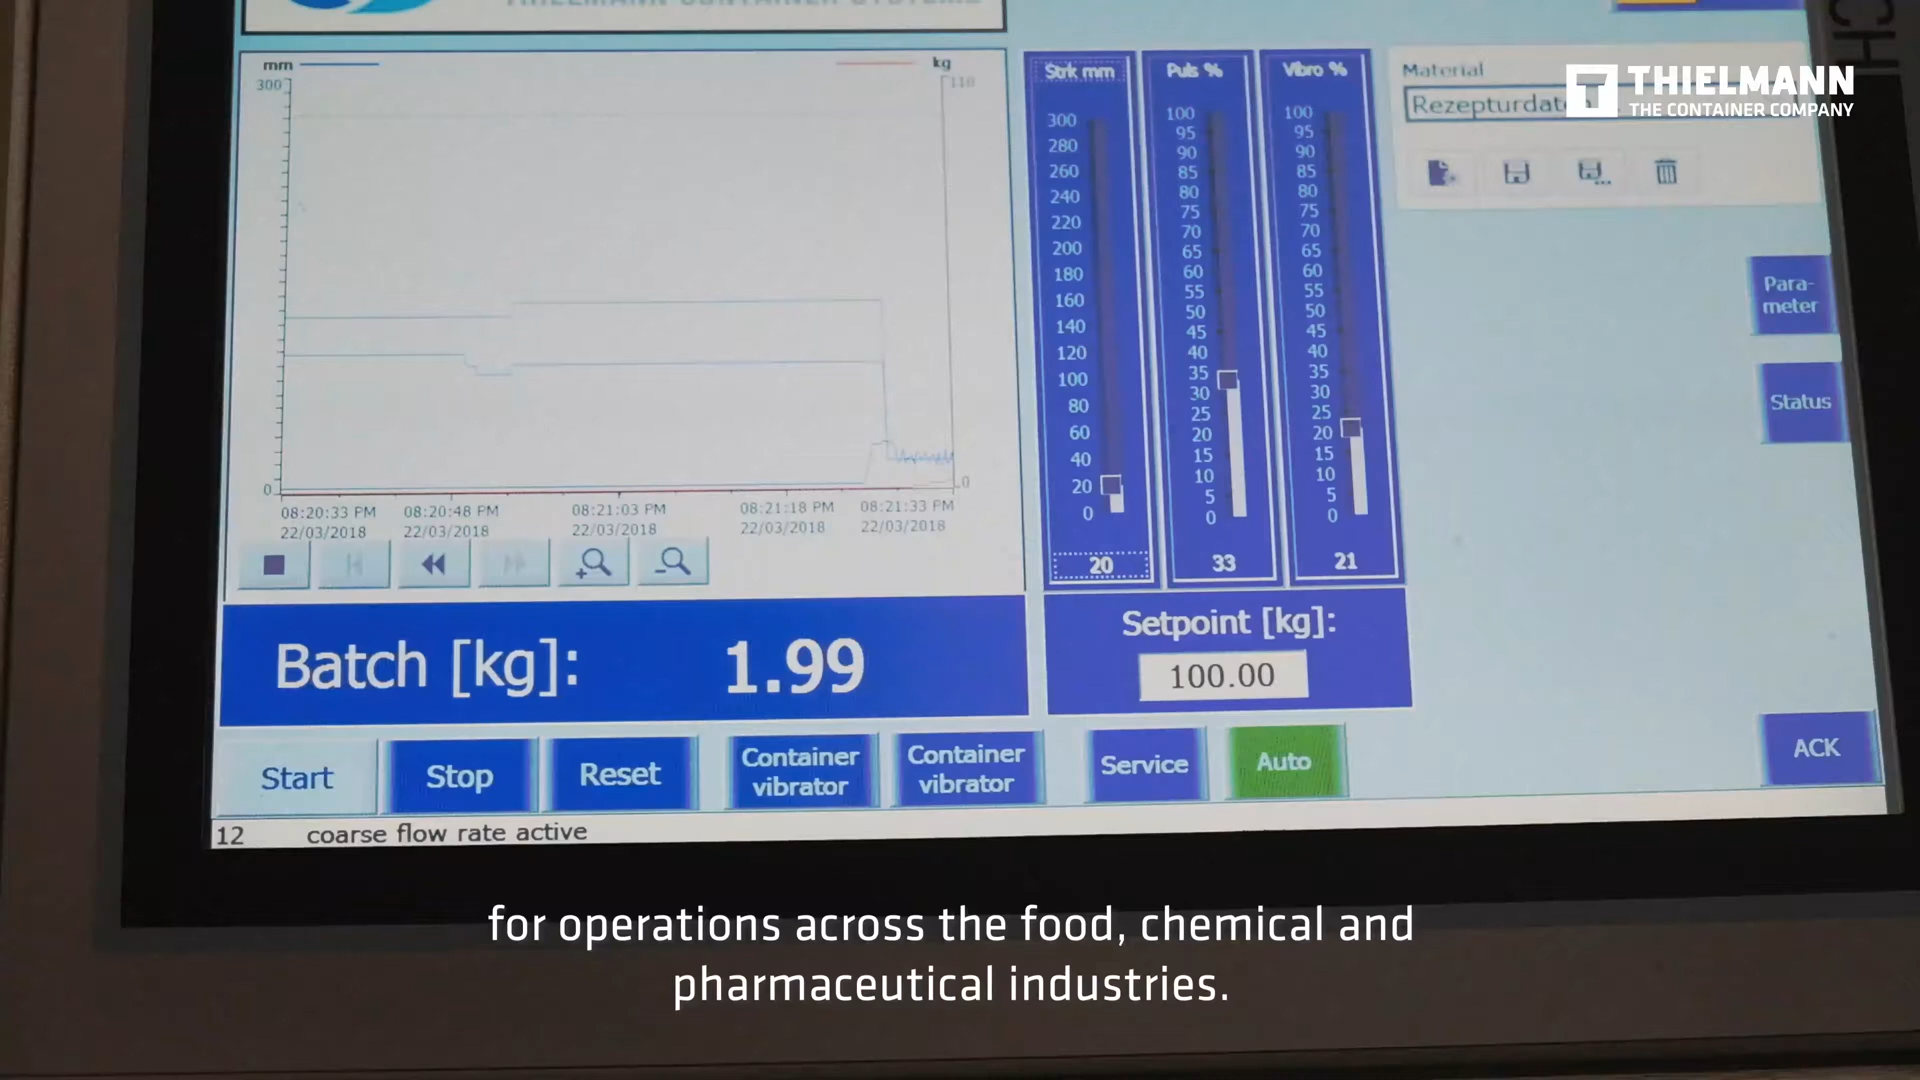 THIELMANN CONTAINER SYSTEMS
mm
kg
300
110
0
0
08:20:33 PM 08:20:48 PM 08:21:03 PM 08:21:18 PM 08:21:33 PM
22/03/2018 22/03/2018 22/03/2018 22/03/2018 22/03/2018
Strk mm
300
280
260
240
220
200
180
160
140
120
100
80
60
40
20
0
20
Puls %
100
95
90
85
80
75
70
65
60
55
50
45
40
35
30
25
20
15
10
5
0
33
Vibro %
100
95
90
85
80
75
70
65
60
55
50
45
40
35
30
25
20
15
10
5
0
21
Material
THIELMANN
THE CONTAINER COMPANY
Para-
meter
Status
Batch [kg]: 1.99
Setpoint [kg]:
100.00
Start
Stop
Reset
Container
vibrator
Container
vibrator
Service
Auto
ACK
12 coarse flow rate active
for operations across the food, chemical and
pharmaceutical industries.